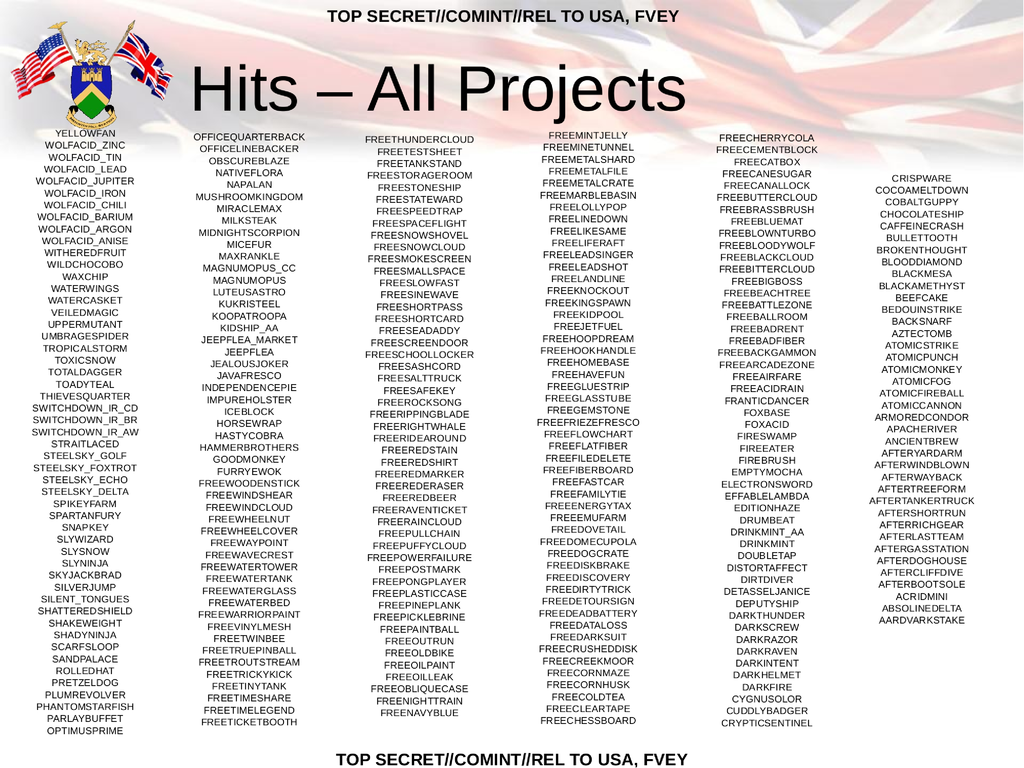 TOP SECRET//COMINT//REL TO USA, FVEY
Hits – All Projects
YELLOWFAN
WOLFACID_ZINC
WOLFACID_TIN
WOLFACID_LEAD
WOLFACID_JUPITER
WOLFACID_IRON
WOLFACID_CHILI
WOLFACID_BARIUM
WOLFACID_ARGON
WOLFACID_ANISE
WITHEREDFRUIT
WILDCHOCOBO
WAXCHIP
WATERWINGS
WATERCASKET
VEILEDMAGIC
UPPERMUTANT
UMBRAGESPIDER
TROPICALSTORM
TOXICSNOW
TOTALDAGGER
TOADYTEAL
THIEVESQUARTER
SWITCHDOWN_IR_CD
SWITCHDOWN_IR_BR
SWITCHDOWN_IR_AW
STRAITLACED
STEELSKY_GOLF
STEELSKY_FOXTROT
STEELSKY_ECHO
STEELSKY_DELTA
SPIKEYFARM
SPARTANFURY
SNAPKEY
SLYWIZARD
SLYSNOW
SLYNINJA
SKYJACKBRAD
SILVERJUMP
SILENT_TONGUES
SHATTEREDSHIELD
SHAKEWEIGHT
SHADYNINJA
SCARFSLOOP
SANDPALACE
ROLLEDHAT
PRETZELDOG
PLUMREVOLVER
PHANTOMSTARFISH
PARLAYBUFFET
OPTIMUSPRIME
OFFICEQUARTERBACK
OFFICELINEBACKER
OBSCUREBLAZE
NATIVEFLORA
NAPALAN
MUSHROOMKINGDOM
MIRACLEMAX
MILKSTEAK
MIDNIGHTSCORPION
MICEFUR
MAXRANKLE
MAGNUMOPUS_CC
MAGNUMOPUS
LUTEUSASTRO
KUKRISTEEL
KOOPATROOPA
KIDSHIP_AA
JEEPFLEA_MARKET
JEEPFLEA
JEALOUSJOKER
JAVAFRESCO
INDEPENDENCEPIE
IMPUREHOLSTER
ICEBLOCK
HORSEWRAP
HASTYCOBRA
HAMMERBROTHERS
GOODMONKEY
FURRYEWOK
FREEWOODENSTICK
FREEWINDSHEAR
FREEWINDCLOUD
FREEWHEELNUT
FREEWHEELCOVER
FREEWAYPOINT
FREEWAVECREST
FREEWATERTOWER
FREEWATERTANK
FREEWATERGLASS
FREEWATERBED
FREEWARRIORPAINT
FREEVINYLMESH
FREETWINBEE
FREETRUEPINBALL
FREETROUTSTREAM
FREETRICKYKICK
FREETINYTANK
FREETIMESHARE
FREETIMELEGEND
FREETICKETBOOTH
FREETHUNDERCLOUD
FREETESTSHEET
FREETANKSTAND
FREESTORAGEROOM
FREESTONESHIP
FREESTATEWARD
FREESPEEDTRAP
FREESPACEFLIGHT
FREESNOWSHOVEL
FREESNOWCLOUD
FREESMOKESCREEN
FREESMALLSPACE
FREESLOWFAST
FREESINEWAVE
FREESHORTPASS
FREESHORTCARD
FREESEADADDY
FREESCREENDOOR
FREESCHOOLLOCKER
FREESASHCORD
FREESALTTRUCK
FREESAFEKEY
FREEROCKSONG
FREERIPPINGBLADE
FREERIGHTWHALE
FREERIDEAROUND
FREEREDSTAIN
FREEREDSHIRT
FREEREDMARKER
FREEREDERASER
FREEREDBEER
FREERAVENTICKET
FREERAINCLOUD
FREEPULLCHAIN
FREEPUFFYCLOUD
FREEPOWERFAILURE
FREEPOSTMARK
FREEPONGPLAYER
FREEPLASTICCASE
FREEPINEPLANK
FREEPICKLEBRINE
FREEPAINTBALL
FREEOUTRUN
FREEOLDBIKE
FREEOILPAINT
FREEOILLEAK
FREEOBLIQUECASE
FREENIGHTTRAIN
FREENAVYBLUE
FREEMINTJELLY
FREEMINETUNNEL
FREEMETALSHARD
FREEMETALFILE
FREEMETALCRATE
FREEMARBLEBASIN
FREELOLLYPOP
FREELINEDOWN
FREELIKESAME
FREELIFERAFT
FREELEADSINGER
FREELEADSHOT
FREELANDLINE
FREEKNOCKOUT
FREEKINGSPAWN
FREEKIDPOOL
FREEJETFUEL
FREEHOOPDREAM
FREEHOOKHANDLE
FREEHOMEBASE
FREEHAVEFUN
FREEGLUESTRIP
FREEGLASSTUBE
FREEGEMSTONE
FREEFRIEZEFRESCO
FREEFLOWCHART
FREEFLATFIBER
FREEFILEDELETE
FREEFIBERBOARD
FREEFASTCAR
FREEFAMILYTIE
FREEENERGYTAX
FREEEMUFARM
FREEDOVETAIL
FREEDOMECUPOLA
FREEDOGCRATE
FREEDISKBRAKE
FREEDISCOVERY
FREEDIRTYTRICK
FREEDETOURSIGN
FREEDEADBATTERY
FREEDATALOSS
FREEDARKSUIT
FREECRUSHEDDISK
FREECREEKMOOR
FREECORNMAZE
FREECORNHUSK
FREECOLDTEA
FREECLEARTAPE
FREECHESSBOARD
FREECHERRYCOLA
FREECEMENTBLOCK
FREECATBOX
FREECANESUGAR
FREECANALLOCK
FREEBUTTERCLOUD
FREEBRASSBRUSH
FREEBLUEMAT
FREEBLOWNTURBO
FREEBLOODYWOLF
FREEBLACKCLOUD
FREEBITTERCLOUD
FREEBIGBOSS
FREEBEACHTREE
FREEBATTLEZONE
FREEBALLROOM
FREEBADRENT
FREEBADFIBER
FREEBACKGAMMON
FREEARCADEZONE
FREEAIRFARE
FREEACIDRAIN
FRANTICDANCER
FOXBASE
FOXACID
FIRESWAMP
FIREEATER
FIREBRUSH
EMPTYMOCHA
ELECTRONSWORD
EFFABLELAMBDA
EDITIONHAZE
DRUMBEAT
DRINKMINT_AA
DRINKMINT
DOUBLETAP
DISTORTAFFECT
DIRTDIVER
DETASSELJANICE
DEPUTYSHIP
DARKTHUNDER
DARKSCREW
DARKRAZOR
DARKRAVEN
DARKINTENT
DARKHELMET
DARKFIRE
CYGNUSOLOR
CUDDLYBADGER
CRYPTICSENTINEL
CRISPWARE
COCOAMELTDOWN
COBALTGUPPY
CHOCOLATESHIP
CAFFEINECRASH
BULLETTOOTH
BROKENTHOUGHT
BLOODDIAMOND
BLACKMESA
BLACKAMETHYST
BEEFCAKE
BEDOUINSTRIKE
BACKSNARF
AZTECTOMB
ATOMICSTRIKE
ATOMICPUNCH
ATOMICMONKEY
ATOMICFOG
ATOMICFIREBALL
ATOMICCANNON
ARMOREDCONDOR
APACHERIVER
ANCIENTBREW
AFTERYARDARM
AFTERWINDBLOWN
AFTERWAYBACK
AFTERTREEFORM
AFTERTANKERTRUCK
AFTERSHORTRUN
AFTERRICHGEAR
AFTERLASTTEAM
AFTERGASSTATION
AFTERDOGHOUSE
AFTERCLIFFDIVE
AFTERBOOTSOLE
ACRIDMINI
ABSOLINEDELTA
AARDVARKSTAKE
TOP SECRET//COMINT//REL TO USA, FVEY